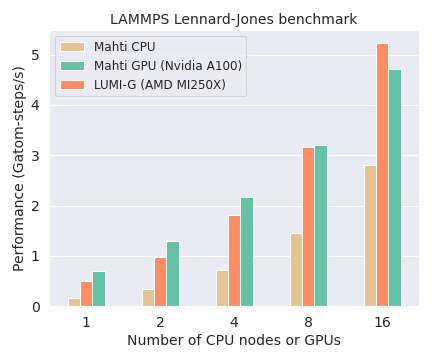 LAMMPS Lennard-Jones benchmark
Mahti CPU
Mahti GPU (Nvidia A100)
LUMI-G (AMD MI250X)
Performance (Gatom-steps/s)
5
4
3
2
1
0
1 2 4 8 16
Number of CPU nodes or GPUs